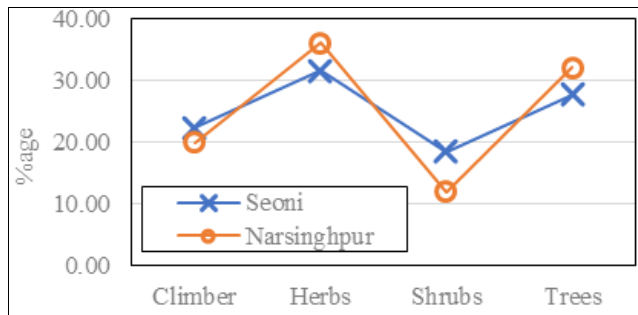 40.00
30.00
20.00
10.00
0.00
%age
Seoni
Narsinghpur
Climber Herbs Shrubs Trees